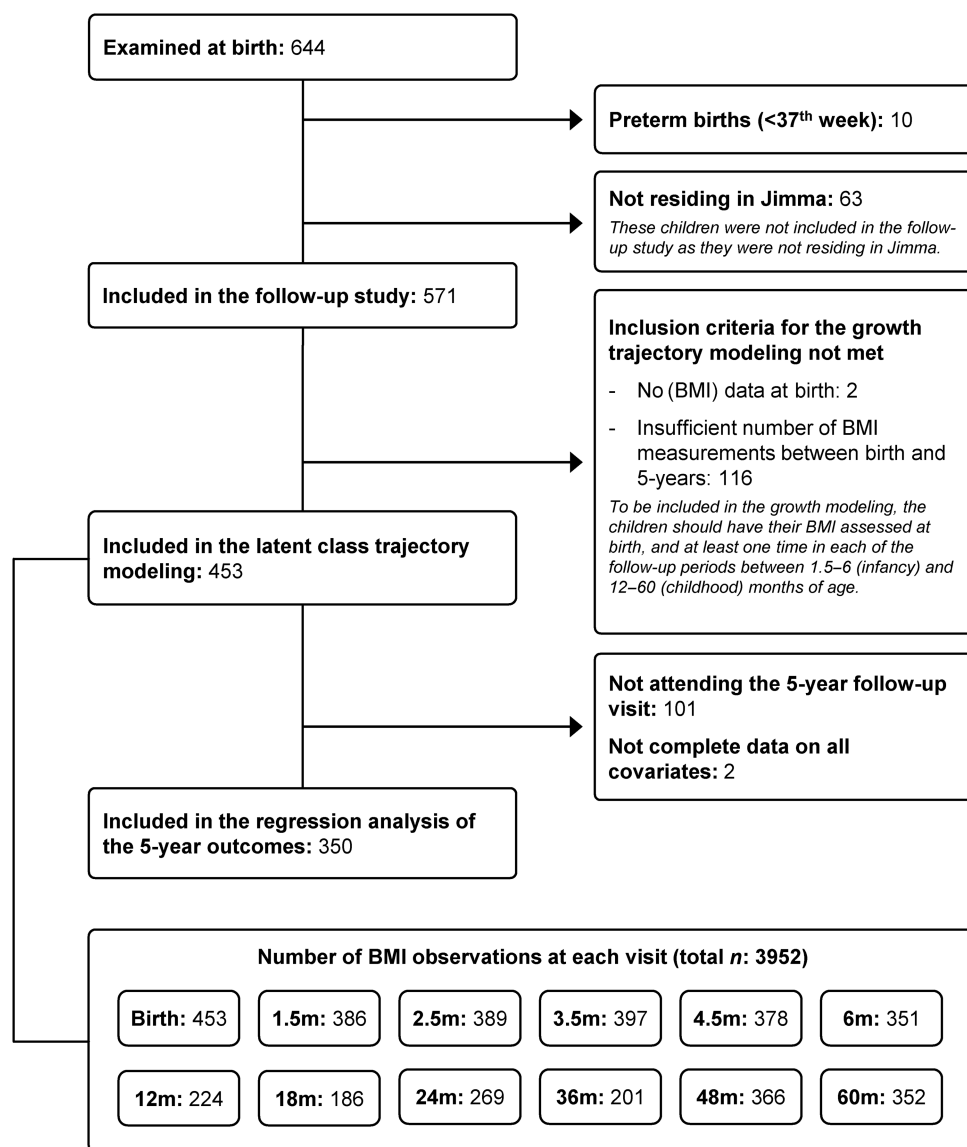 Examined at birth: 644
Preterm births (<37th week): 10
Not residing in Jimma: 63
These children were not included in the follow-
up study as they were not residing in Jimma.
Included in the follow-up study: 571
Inclusion criteria for the growth
trajectory modeling not met
- No (BMI) data at birth: 2
- Insufficient number of BMI
measurements between birth and
5-years: 116
To be included in the growth modeling, the
children should have their BMI assessed at
birth, and at least one time in each of the
follow-up periods between 1.5–6 (infancy) and
12–60 (childhood) months of age.
Included in the latent class trajectory
modeling: 453
Not attending the 5-year follow-up
visit: 101
Not complete data on all
covariates: 2
Included in the regression analysis of
the 5-year outcomes: 350
Number of BMI observations at each visit (total n: 3952)
Birth: 453 1.5m: 386 2.5m: 389 3.5m: 397 4.5m: 378 6m: 351
12m: 224 18m: 186 24m: 269 36m: 201 48m: 366 60m: 352